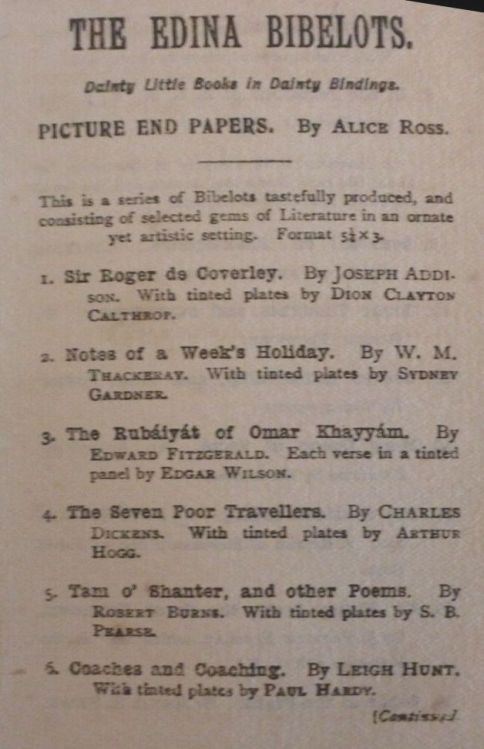 THE EDINA BIBELOTS.
Dainty Little Books in Dainty Bindings.
PICTURE END PAPERS. By ALICE ROSS.
This is a series of Bibelots tastefully produced, and
consisting of selected gems of Literature in an ornate
yet artistic setting. Format 5¼×3.
1. Sir Roger de Coverley. By JOSEPH ADDI-
SON. With tinted plates by DION CLAYTON
CALTHROP.
2. Notes of a Week's Holiday. By W. M.
THACKERAY. With tinted plates by SYDNEY
GARDNER.
3. The Rubáiyát of Omar Khayyám. By
EDWARD FITZGERALD. Each verse in a tinted
panel by EDGAR WILSON.
4. The Seven Poor Travellers. By CHARLES
DICKENS. With tinted plates by ARTHUR
HOGG.
5. Tam o' Shanter, and other Poems. By
ROBERT BURNS. With tinted plates by S. B.
PEARSE.
6. Coaches and Coaching. By LEIGH HUNT.
With tinted plates by PAUL HARDY.
[Continued